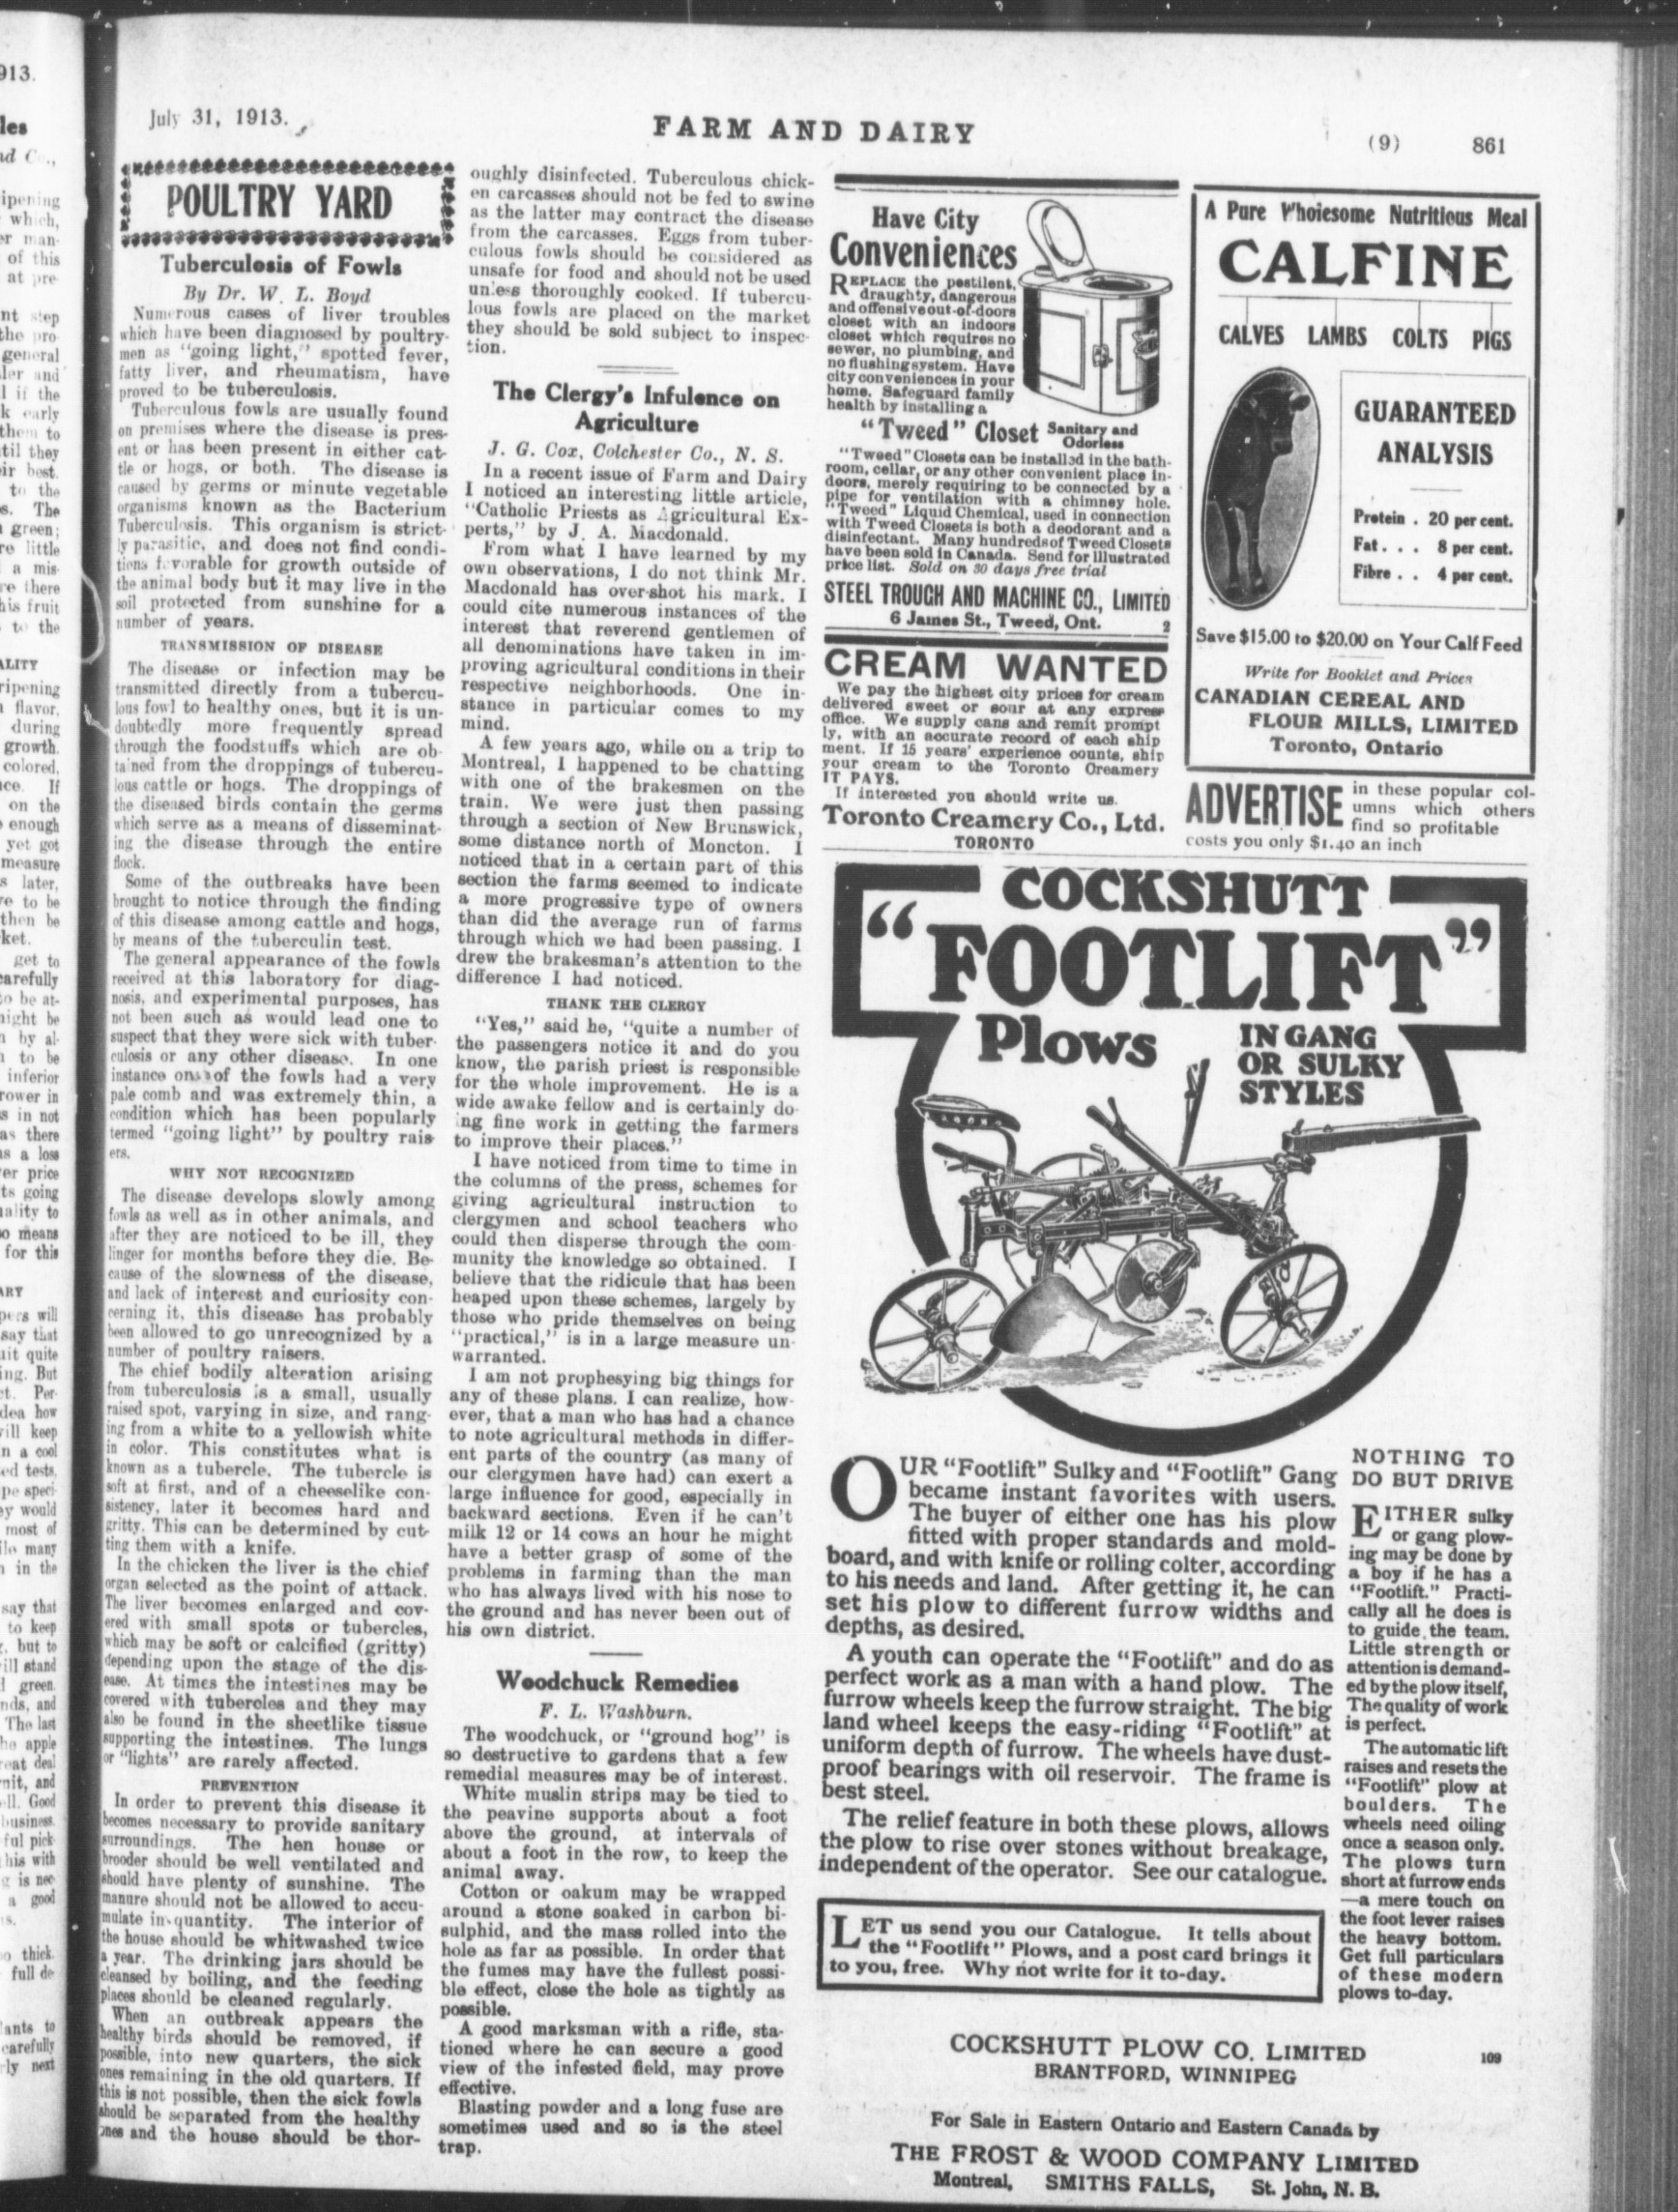 July 31, 1913.
FARM AND DAIRY
(9)
861
POULTRY YARD
Tuberculosis of Fowls
By Dr. W. L. Boyd
Numerous cases of liver troubles
which have been diagnosed by poultry-
men as "going light," spotted fever,
fatty liver, and rheumatism, have
proved to be tuberculosis.
Tuberculous fowls are usually found
on premises where the disease is pres-
ent or has been present in either cat-
tle or hogs, or both. The disease is
caused by germs or minute vegetable
organisms known as the Bacterium
Tuberculosis. This organism is strict-
ly parasitic, and does not find condi-
tions favorable for growth outside of
the animal body but it may live in the
soil protected from sunshine for a
number of years.
TRANSMISSION OF DISEASE
The disease or infection may be
transmitted directly from a tubercu-
lous fowl to healthy ones, but it is un-
doubtedly more frequently spread
through the foodstuffs which are ob-
tained from the droppings of tubercu-
lous cattle or hogs. The droppings of
the diseased birds contain the germs
which serve as a means of disseminat-
ing the disease through the entire
flock.
Some of the outbreaks have been
brought to notice through the finding
of this disease among cattle and hogs,
by means of the tuberculin test.
The general appearance of the fowls
received at this laboratory for diag-
nosis, and experimental purposes, has
not been such as would lead one to
suspect that they were sick with tuber-
culosis or any other disease. In one
instance one of the fowls had a very
pale comb and was extremely thin, a
condition which has been popularly
termed "going light" by poultry rais-
ers.
WHY NOT RECOGNIZED
The disease develops slowly among
fowls as well as in other animals, and
after they are noticed to be ill, they
linger for months before they die. Be-
cause of the slowness of the disease,
and lack of interest and curiosity con-
cerning it, this disease has probably
been allowed to go unrecognized by a
number of poultry raisers.
The chief bodily alteration arising
from tuberculosis is a small, usually
raised spot, varying in size, and rang-
ing from a white to a yellowish white
in color. This constitutes what is
known as a tubercle. The tubercle is
soft at first, and of a cheeselike con-
sistency, later it becomes hard and
gritty. This can be determined by cut-
ting them with a knife.
In the chicken the liver is the chief
organ selected as the point of attack.
The liver becomes enlarged and cov-
ered with small spots or tubercles,
which may be soft or calcified (gritty)
depending upon the stage of the dis-
ease. At times the intestines may be
covered with tubercles and they may
also be found in the sheetlike tissue
supporting the intestines. The lungs
or "lights" are rarely affected.
PREVENTION
In order to prevent this disease it
becomes necessary to provide sanitary
surroundings. The hen house or
brooder should be well ventilated and
should have plenty of sunshine. The
manure should not be allowed to accu-
mulate in quantity. The interior of
the house should be whitwashed twice
a year. The drinking jars should be
cleansed by boiling, and the feeding
places should be cleaned regularly.
When an outbreak appears the
healthy birds should be removed, if
possible, into new quarters, the sick
ones remaining in the old quarters. If
this is not possible, then the sick fowls
should be separated from the healthy
ones and the house should be thor-
oughly disinfected. Tuberculous chick-
en carcasses should not be fed to swine
as the latter may contract the disease
from the carcasses. Eggs from tuber-
culous fowls should be considered as
unsafe for food and should not be used
unless thoroughly cooked. If tubercu-
lous fowls are placed on the market
they should be sold subject to inspec-
tion.
The Clergy's Infulence on
Agriculture
J. G. Cox, Colchester Co., N. S.
In a recent issue of Farm and Dairy
I noticed an interesting little article,
"Catholic Priests as Agricultural Ex-
perts," by J. A. Macdonald.
From what I have learned by my
own observations, I do not think Mr.
Macdonald has over-shot his mark. I
could cite numerous instances of the
interest that reverend gentlemen of
all denominations have taken in im-
proving agricultural conditions in their
respective neighborhoods. One in-
stance in particular comes to my
mind.
A few years ago, while on a trip to
Montreal, I happened to be chatting
with one of the brakesmen on the
train. We were just then passing
through a section of New Brunswick,
some distance north of Moncton. I
noticed that in a certain part of this
section the farms seemed to indicate
a more progressive type of owners
than did the average run of farms
through which we had been passing. I
drew the brakesman's attention to the
difference I had noticed.
THANK THE CLERGY
"Yes," said he, "quite a number of
the passengers notice it and do you
know, the parish priest is responsible
for the whole improvement. He is a
wide awake fellow and is certainly do-
ing fine work in getting the farmers
to improve their places."
I have noticed from time to time in
the columns of the press, schemes for
giving agricultural instruction to
clergymen and school teachers who
could then disperse through the com-
munity the knowledge so obtained. I
believe that the ridicule that has been
heaped upon these schemes, largely by
those who pride themselves on being
"practical," is in a large measure un-
warranted.
I am not prophesying big things for
any of these plans. I can realize, how-
ever, that a man who has had a chance
to note agricultural methods in differ-
ent parts of the country (as many of
our clergymen have had) can exert a
large influence for good, especially in
backward sections. Even if he can't
milk 12 or 14 cows an hour he might
have a better grasp of some of the
problems in farming than the man
who has always lived with his nose to
the ground and has never been out of
his own district.
Woodchuck Remedies
F. L. Washburn.
The woodchuck, or "ground hog" is
so destructive to gardens that a few
remedial measures may be of interest.
White muslin strips may be tied to
the peavine supports about a foot
above the ground, at intervals of
about a foot in the row, to keep the
animal away.
Cotton or oakum may be wrapped
around a stone soaked in carbon bi-
sulphid, and the mass rolled into the
hole as far as possible. In order that
the fumes may have the fullest possi-
ble effect, close the hole as tightly as
possible.
A good marksman with a rifle, sta-
tioned where he can secure a good
view of the infested field, may prove
effective.
Blasting powder and a long fuse are
sometimes used and so is the steel
trap.
Have City
Conveniences
REPLACE the pestilent,
draughty, dangerous
and offensive out-of-doors
closet with an indoors
closet which requires no
sewer, no plumbing, and
no flushing system. Have
city conveniences in your
home. Safeguard family
health by installing a
"Tweed" Closet Sanitary and
Odorless
"Tweed" Closets can be installed in the bath-
room, cellar, or any other convenient place in-
doors, merely requiring to be connected by a
pipe for ventilation with a chimney hole.
"Tweed" Liquid Chemical, used in connection
with Tweed Closets is both a deodorant and a
disinfectant. Many hundreds of Tweed Closets
have been sold in Canada. Send for illustrated
price list. Sold on 30 days free trial
STEEL TROUGH AND MACHINE CO., LIMITED
6 James St., Tweed, Ont. 2
CREAM WANTED
We pay the highest city prices for cream
delivered sweet or sour at any express
office. We supply cans and remit prompt
ly, with an accurate record of each ship
ment. If 15 years' experience counts, ship
your cream to the Toronto Creamery
IT PAYS.
If interested you should write us.
Toronto Creamery Co., Ltd.
TORONTO
A Pure Wholesome Nutritious Meal
CALFINE
CALVES LAMBS COLTS PIGS
GUARANTEED
ANALYSIS
Protein . 20 per cent.
Fat . . . 8 per cent.
Fibre . . 4 per cent.
Save $15.00 to $20.00 on Your Calf Feed
Write for Booklet and Prices
CANADIAN CEREAL AND
FLOUR MILLS, LIMITED
Toronto, Ontario
ADVERTISE in these popular col-
umns which others
find so profitable
costs you only $1.40 an inch
COCKSHUTT
"FOOTLIFT"
Plows
IN GANG
OR SULKY
STYLES
OUR "Footlift" Sulky and "Footlift" Gang
became instant favorites with users.
The buyer of either one has his plow
fitted with proper standards and mold-
board, and with knife or rolling colter, according
to his needs and land. After getting it, he can
set his plow to different furrow widths and
depths, as desired.
A youth can operate the "Footlift" and do as
perfect work as a man with a hand plow. The
furrow wheels keep the furrow straight. The big
land wheel keeps the easy-riding "Footlift" at
uniform depth of furrow. The wheels have dust-
proof bearings with oil reservoir. The frame is
best steel.
The relief feature in both these plows, allows
the plow to rise over stones without breakage,
independent of the operator. See our catalogue.
LET us send you our Catalogue. It tells about
the "Footlift" Plows, and a post card brings it
to you, free. Why not write for it to-day.
NOTHING TO
DO BUT DRIVE
EITHER sulky
or gang plow-
ing may be done by
a boy if he has a
"Footlift." Practi-
cally all he does is
to guide the team.
Little strength or
attention is demand-
ed by the plow itself,
The quality of work
is perfect.
The automatic lift
raises and resets the
"Footlift" plow at
boulders. The
wheels need oiling
once a season only.
The plows turn
short at furrow ends
—a mere touch on
the foot lever raises
the heavy bottom.
Get full particulars
of these modern
plows to-day.
COCKSHUTT PLOW CO. LIMITED
BRANTFORD, WINNIPEG
109
For Sale in Eastern Ontario and Eastern Canada by
THE FROST & WOOD COMPANY LIMITED
Montreal, SMITHS FALLS, St. John, N. B.